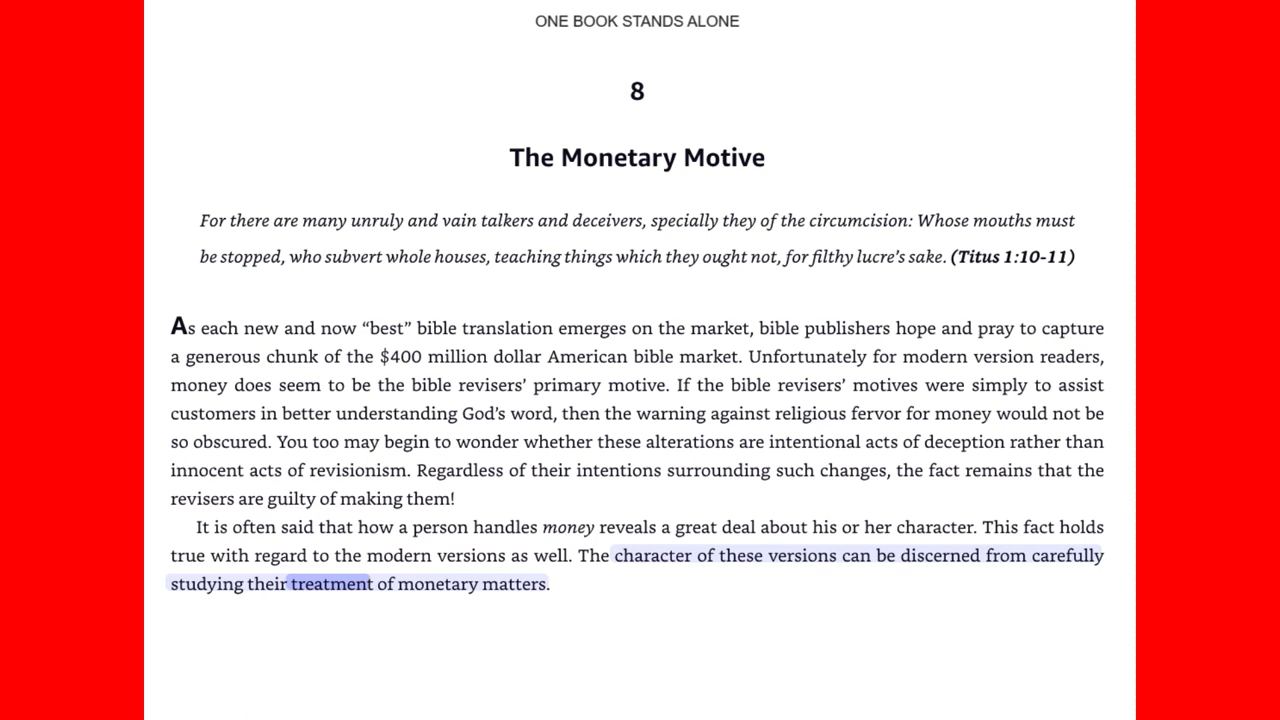 ONE BOOK STANDS ALONE
8
The Monetary Motive
For there are many unruly and vain talkers and deceivers, specially they of the circumcision: Whose mouths must
be stopped, who subvert whole houses, teaching things which they ought not, for filthy lucre’s sake. (Titus 1:10-11)
As each new and now “best” bible translation emerges on the market, bible publishers hope and pray to capture
a generous chunk of the $400 million dollar American bible market. Unfortunately for modern version readers,
money does seem to be the bible revisers’ primary motive. If the bible revisers’ motives were simply to assist
customers in better understanding God’s word, then the warning against religious fervor for money would not be
so obscured. You too may begin to wonder whether these alterations are intentional acts of deception rather than
innocent acts of revisionism. Regardless of their intentions surrounding such changes, the fact remains that the
revisers are guilty of making them!
It is often said that how a person handles money reveals a great deal about his or her character. This fact holds
true with regard to the modern versions as well. The character of these versions can be discerned from carefully
studying their treatment of monetary matters.